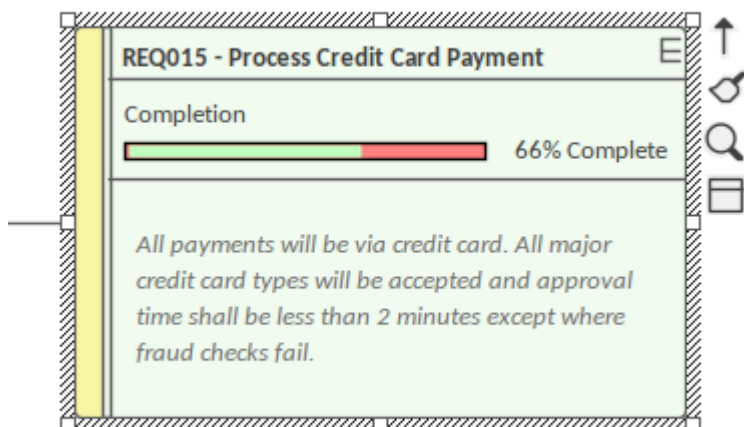 REQ015 - Process Credit Card Payment
Completion
66% Complete
All payments will be via credit card. All major
credit card types will be accepted and approval
time shall be less than 2 minutes except where
fraud checks fail.